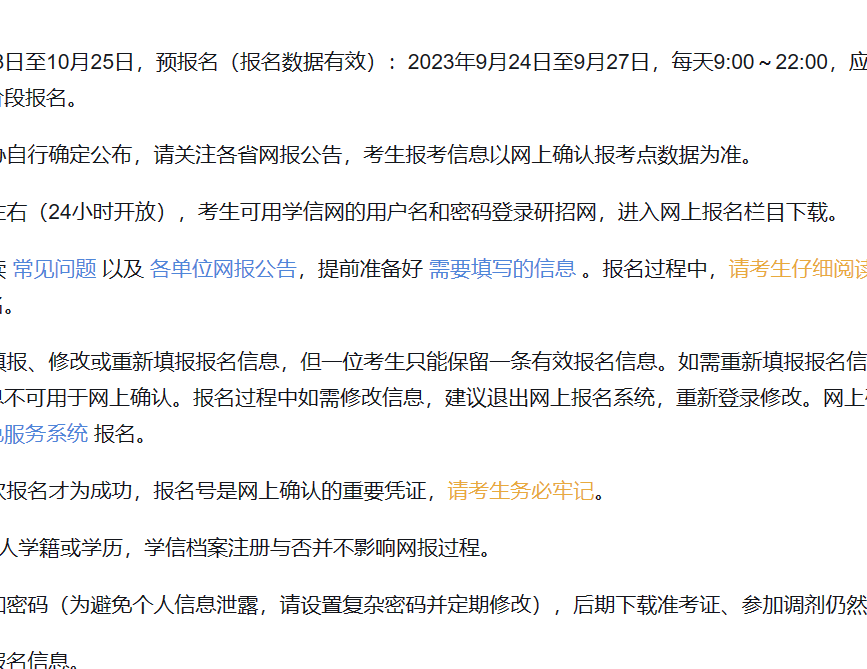 8日至10月25日，预报名（报名数据有效）：2023年9月24日至9月27日，每天9:00～22:00，应
阶段报名。
办自行确定公布，请关注各省网报公告，考生报考信息以网上确认报考点数据为准。
左右（24小时开放），考生可用学信网的用户名和密码登录研招网，进入网上报名栏目下载。
读 常见问题 以及 各单位网报公告，提前准备好 需要填写的信息 。报名过程中，请考生仔细阅读
名。
填报、修改或重新填报报名信息，但一位考生只能保留一条有效报名信息。如需重新填报报名信
息不可用于网上确认。报名过程中如需修改信息，建议退出网上报名系统，重新登录修改。网上
服务系统 报名。
次报名才为成功，报名号是网上确认的重要凭证，请考生务必牢记。
人学籍或学历，学信档案注册与否并不影响网报过程。
和密码（为避免个人信息泄露，请设置复杂密码并定期修改），后期下载准考证、参加调剂仍然
报名信息。